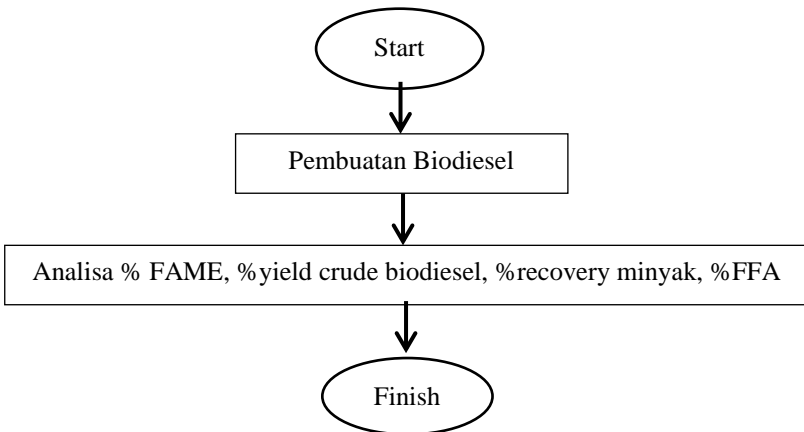 Start
Pembuatan Biodiesel
Analisa % FAME, %yield crude biodiesel, %recovery minyak, %FFA
Finish